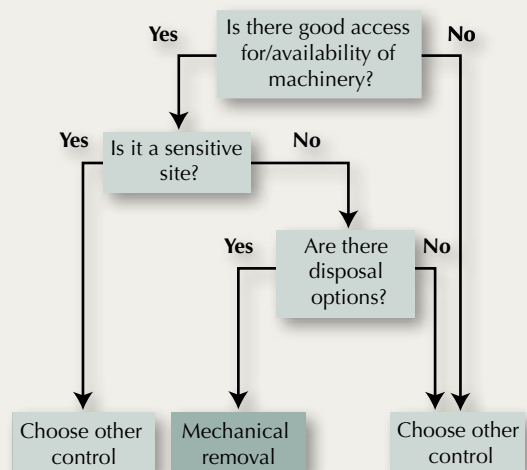 Is there good access
for/availability of
machinery?
Yes
No
Is it a sensitive
site?
Yes
No
Are there
disposal
options?
Yes
No
Choose other
control
Mechanical
removal
Choose other
control